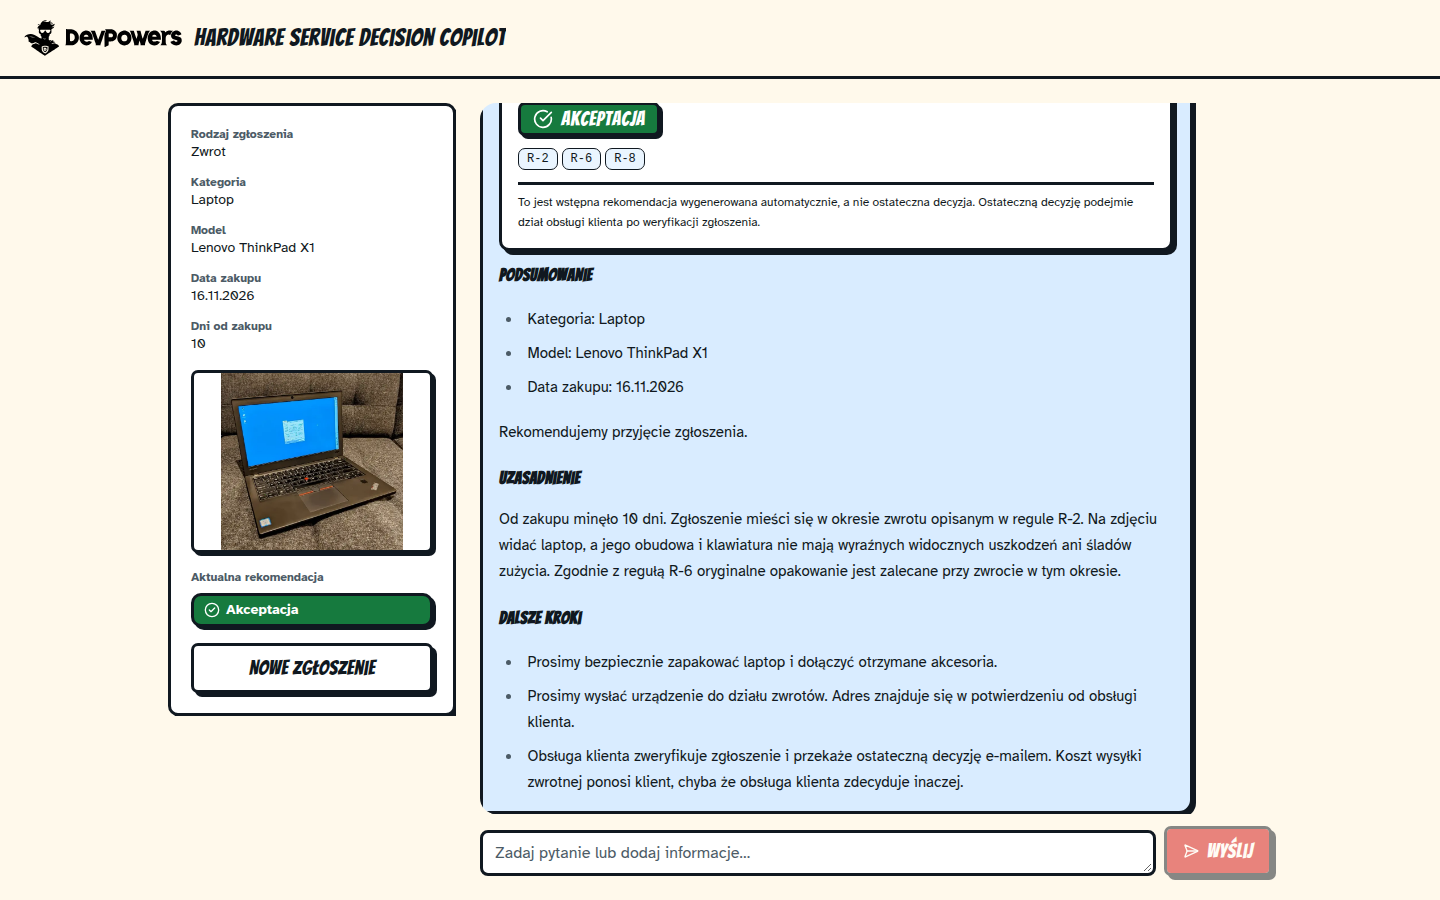 DevPowers HARDWARE SERVICE DECISION COPILOT
Rodzaj zgłoszenia
Zwrot
Kategoria
Laptop
Model
Lenovo ThinkPad X1
Data zakupu
16.11.2026
Dni od zakupu
10
Aktualna rekomendacja
Akceptacja
NOWE ZGŁOSZENIE
AKCEPTACJA
R-2 R-6 R-8
To jest wstępna rekomendacja wygenerowana automatycznie, a nie ostateczna decyzja. Ostateczną decyzję podejmie
dział obsługi klienta po weryfikacji zgłoszenia.
PODSUMOWANIE
Kategoria: Laptop
Model: Lenovo ThinkPad X1
Data zakupu: 16.11.2026
Rekomendujemy przyjęcie zgłoszenia.
UZASADNIENIE
Od zakupu minęło 10 dni. Zgłoszenie mieści się w okresie zwrotu opisanym w regule R-2. Na zdjęciu
widać laptop, a jego obudowa i klawiatura nie mają wyraźnych widocznych uszkodzeń ani śladów
zużycia. Zgodnie z regułą R-6 oryginalne opakowanie jest zalecane przy zwrocie w tym okresie.
DALSZE KROKI
Prosimy bezpiecznie zapakować laptop i dołączyć otrzymane akcesoria.
Prosimy wysłać urządzenie do działu zwrotów. Adres znajduje się w potwierdzeniu od obsługi
klienta.
Obsługa klienta zweryfikuje zgłoszenie i przekaże ostateczną decyzję e-mailem. Koszt wysyłki
zwrotnej ponosi klient, chyba że obsługa klienta zdecyduje inaczej.
Zadaj pytanie lub dodaj informacje...
WYŚLIJ